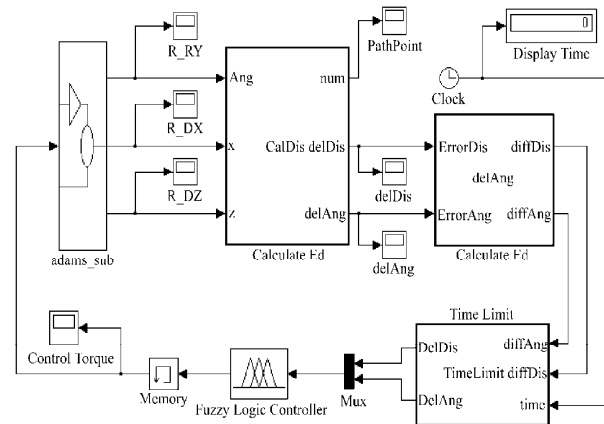 R_RY
PathPoint
0
Display Time
Clock
Ang
num
R_DX
x
CalDis delDis
R_DZ
z
delAng
adams_sub
Calculate Ed
delDis
delAng
ErrorDis
diffDis
delAng
ErrorAng
diffAng
Calculate Ed
Time Limit
Control Torque
Memory
Fuzzy Logic Controller
Mux
DelDis
diffAng
TimeLimit diffDis
DelAng
time